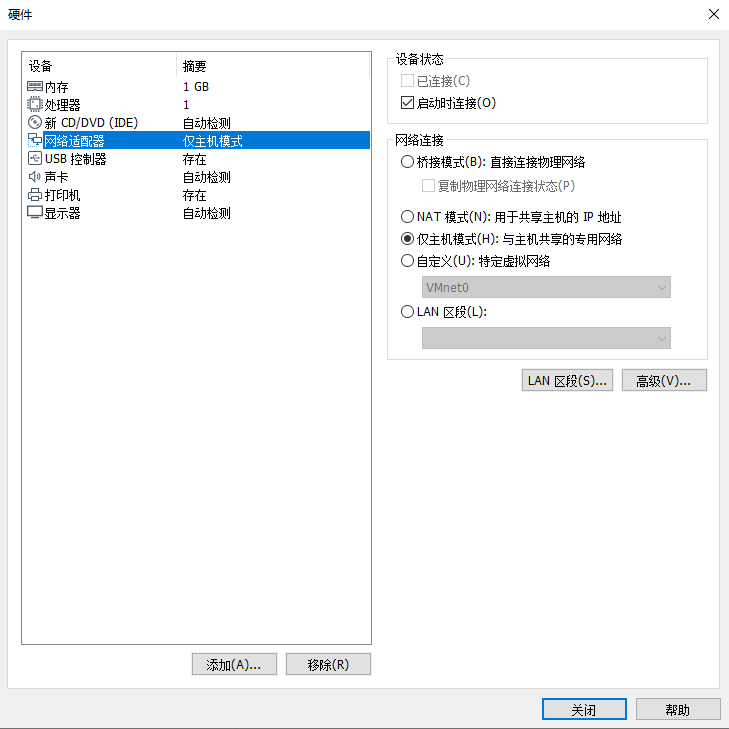 硬件
设备 摘要
内存 1 GB
处理器 1
新 CD/DVD (IDE) 自动检测
网络适配器 仅主机模式
USB 控制器 存在
声卡 自动检测
打印机 存在
显示器 自动检测
添加(A)... 移除(R)
设备状态
已连接(C)
启动时连接(O)
网络连接
桥接模式(B): 直接连接物理网络
复制物理网络连接状态(P)
NAT 模式(N): 用于共享主机的 IP 地址
仅主机模式(H): 与主机共享的专用网络
自定义(U): 特定虚拟网络
VMnet0
LAN 区段(L):
LAN 区段(S)... 高级(V)...
关闭 帮助